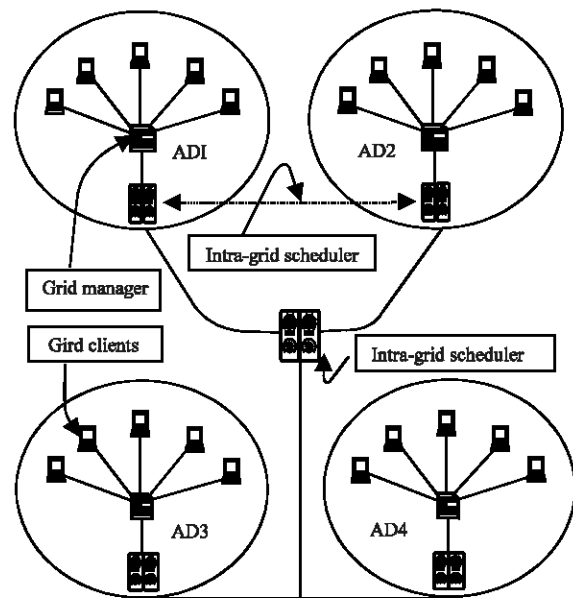 AD1
AD2
Intra-grid scheduler
Grid manager
Gird clients
Intra-grid scheduler
AD3
AD4